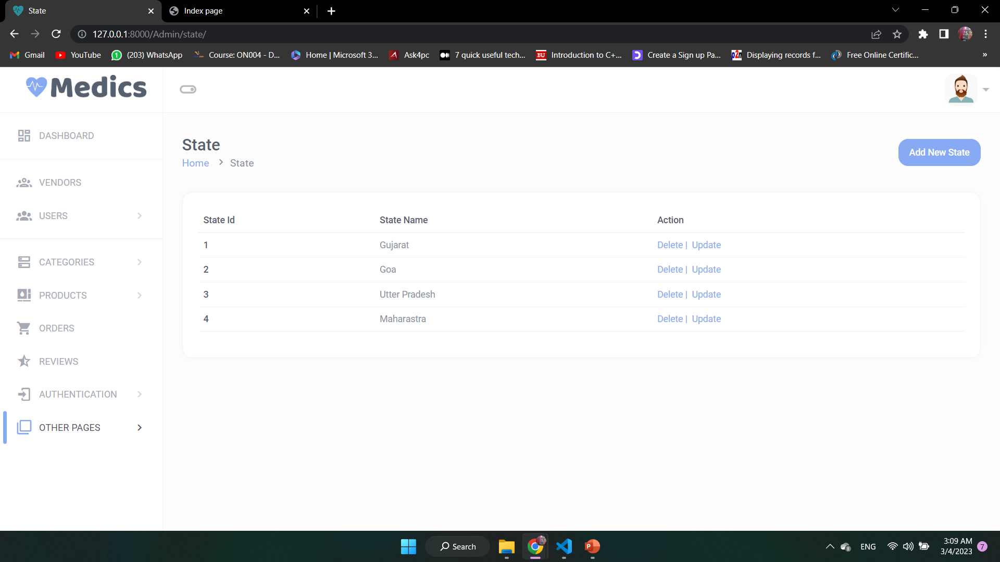 State
Index page
127.0.0.1:8000/Admin/state/
Gmail
YouTube
(203) WhatsApp
Course: ON004 - D...
Home | Microsoft 3...
Ask4pc
7 quick useful tech...
BU
Introduction to C+...
Create a Sign up Pa...
p2n
Displaying records f...
Free Online Certific...
»
Medics
DASHBOARD
VENDORS
USERS
CATEGORIES
PRODUCTS
ORDERS
REVIEWS
AUTHENTICATION
OTHER PAGES
State
Home > State
Add New State
State Id State Name Action
1 Gujarat Delete | Update
2 Goa Delete | Update
3 Utter Pradesh Delete | Update
4 Maharastra Delete | Update
Search
ENG
3:09 AM
3/4/2023
7